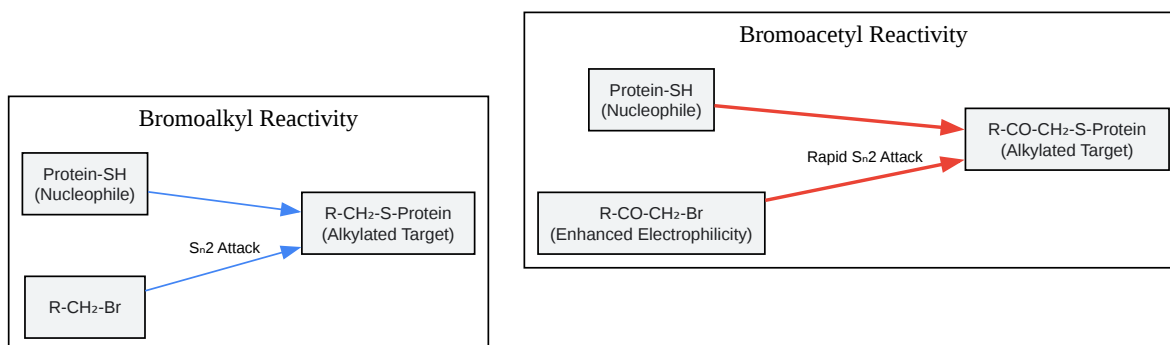 Bromoalkyl Reactivity
Protein-SH
(Nucleophile)
R-CH₂-S-Protein
(Alkylated Target)
Sₙ2 Attack
R-CH₂-Br
Bromoacetyl Reactivity
Protein-SH
(Nucleophile)
R-CO-CH₂-S-Protein
(Alkylated Target)
Rapid Sₙ2 Attack
R-CO-CH₂-Br
(Enhanced Electrophilicity)